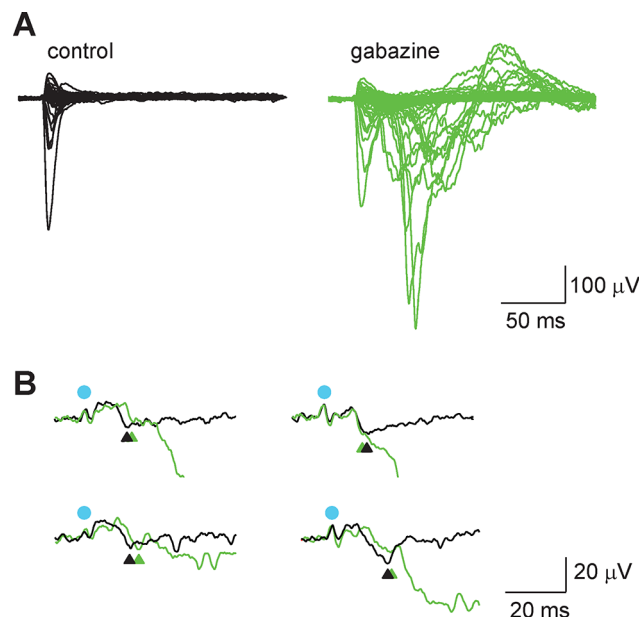 A
control
gabazine
100 μV
50 ms
B
20 μV
20 ms